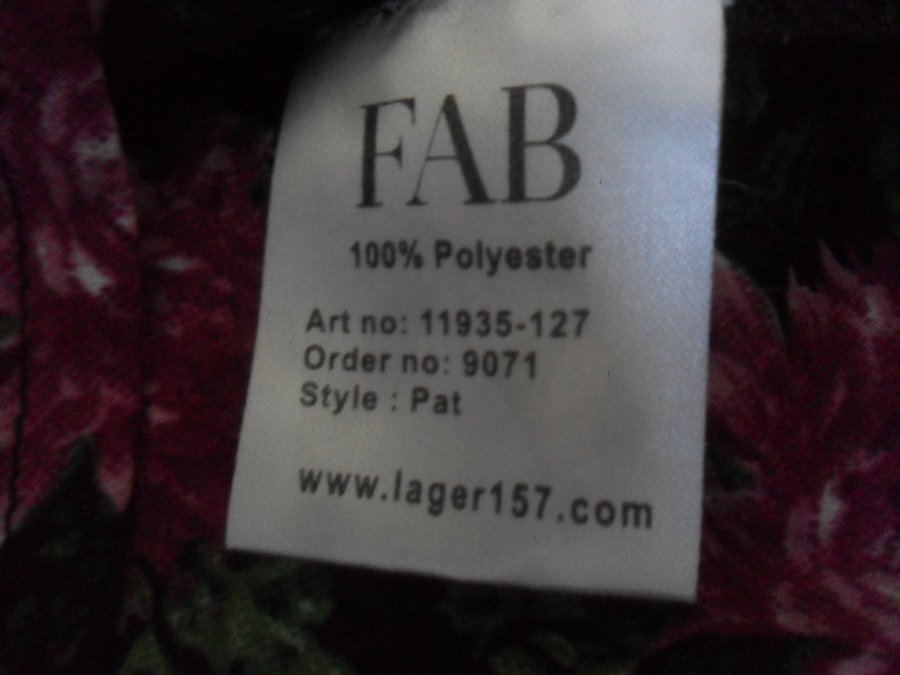 FAB
100% Polyester
Art no: 11935-127
Order no: 9071
Style : Pat
www.lager157.com